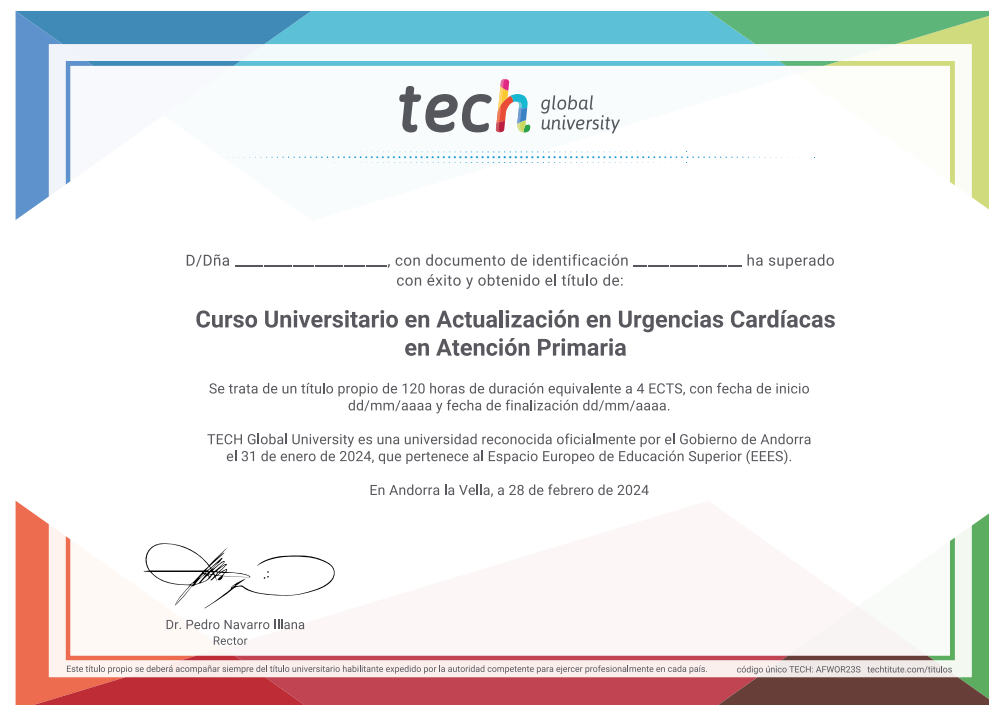 tech global university
D/Dña ____________________, con documento de identificación ______________ ha superado
con éxito y obtenido el título de:
Curso Universitario en Actualización en Urgencias Cardíacas
en Atención Primaria
Se trata de un título propio de 120 horas de duración equivalente a 4 ECTS, con fecha de inicio
dd/mm/aaaa y fecha de finalización dd/mm/aaaa.
TECH Global University es una universidad reconocida oficialmente por el Gobierno de Andorra
el 31 de enero de 2024, que pertenece al Espacio Europeo de Educación Superior (EEES).
En Andorra la Vella, a 28 de febrero de 2024
Dr. Pedro Navarro Illana
Rector
Este título propio se deberá acompañar siempre del título universitario habilitante expedido por la autoridad competente para ejercer profesionalmente en cada país. código único TECH: AFWOR23S techtitute.com/titulos